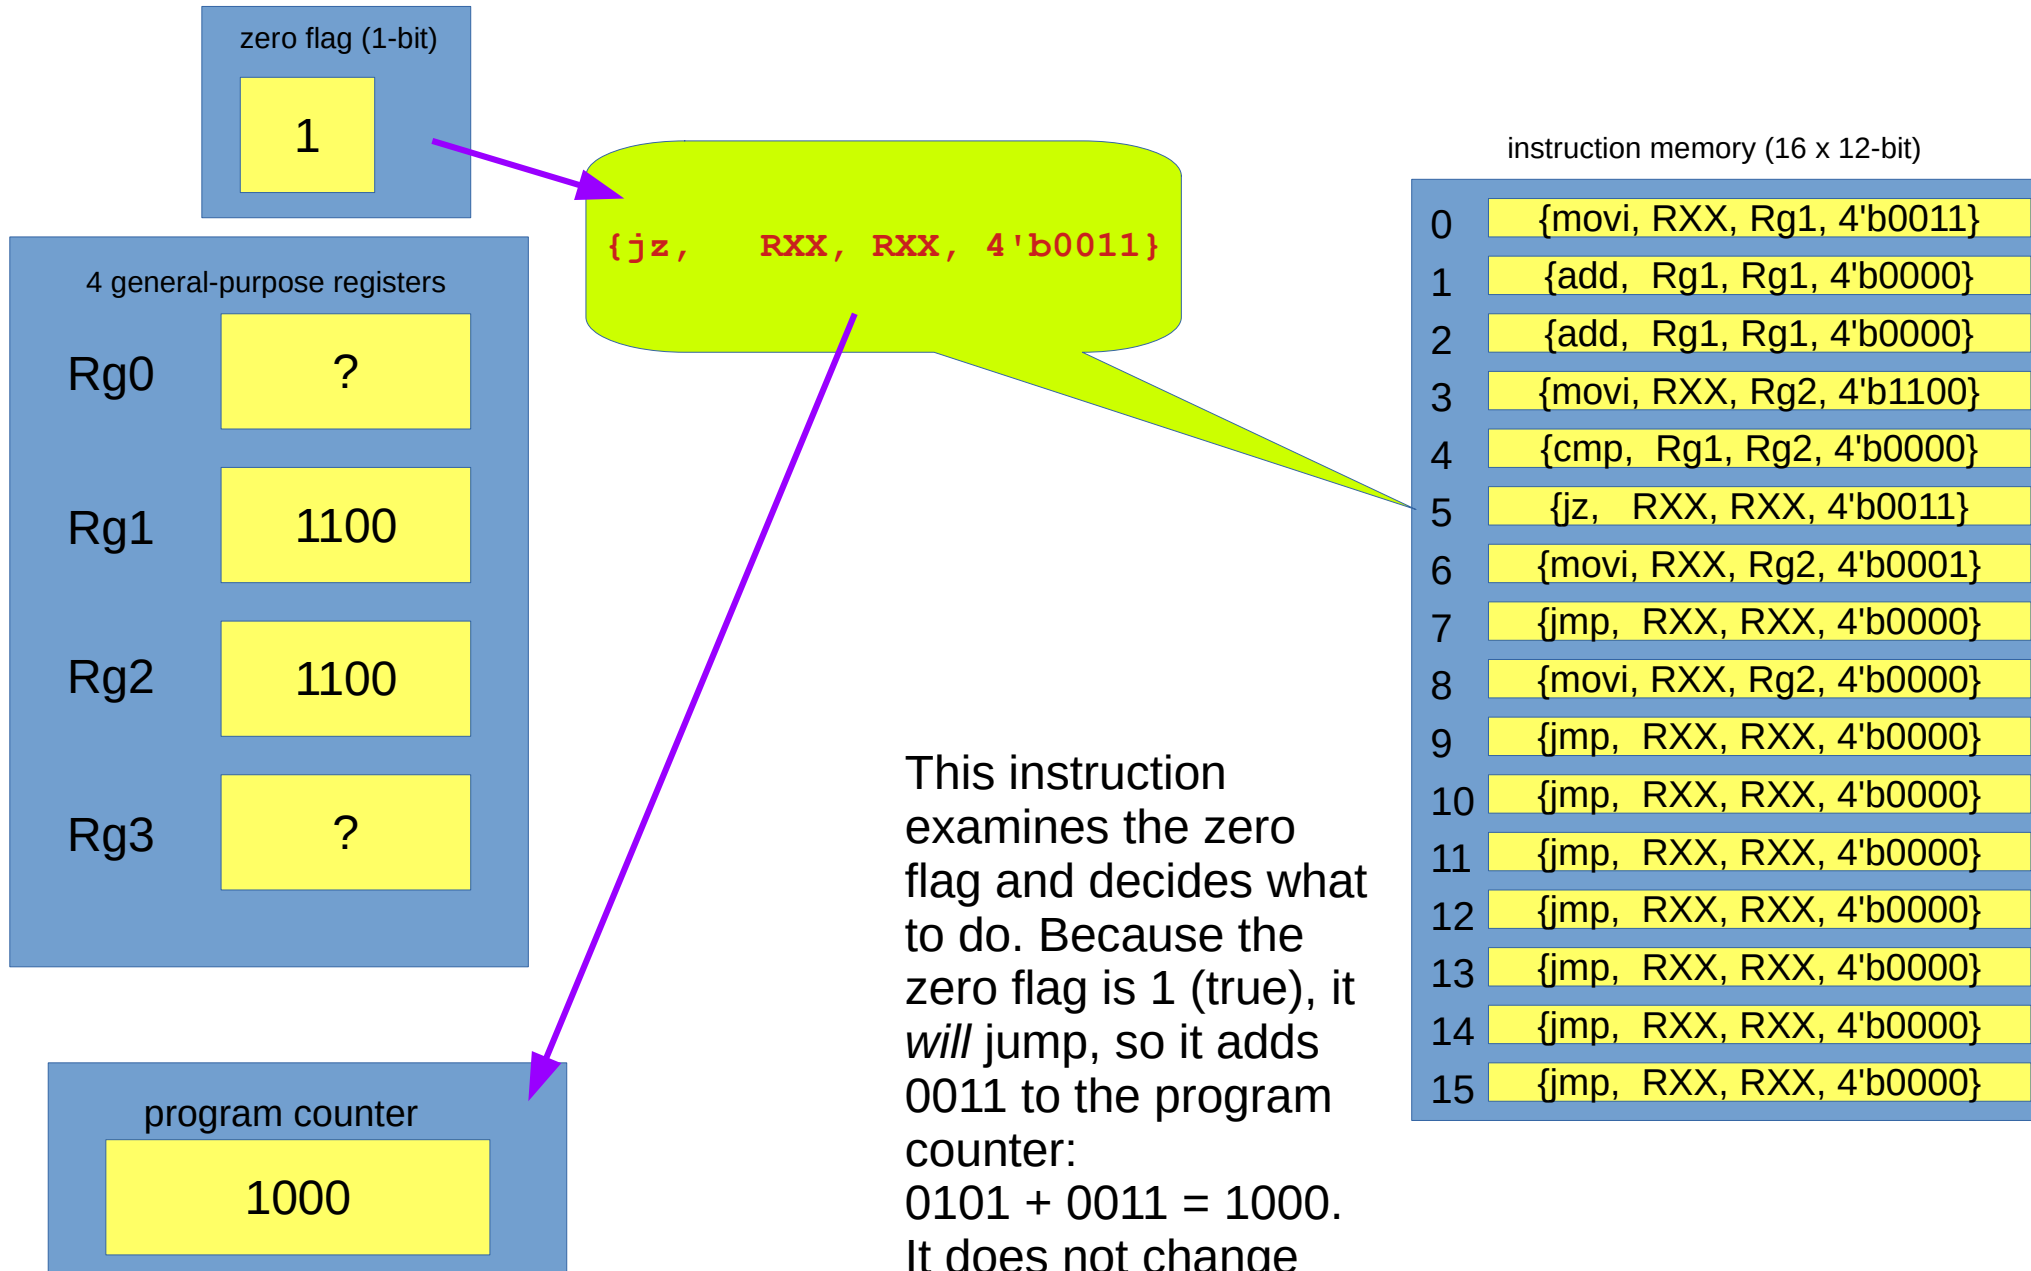 zero flag (1-bit)
1
{jz,   RXX, RXX, 4'b0011}
4 general-purpose registers
Rg0 ?
Rg1 1100
Rg2 1100
Rg3 ?
program counter
1000
This instruction
examines the zero
flag and decides what
to do. Because the
zero flag is 1 (true), it
will jump, so it adds
0011 to the program
counter:
0101 + 0011 = 1000.
It does not change
instruction memory (16 x 12-bit)
0 {movi, RXX, Rg1, 4'b0011}
1 {add,  Rg1, Rg1, 4'b0000}
2 {add,  Rg1, Rg1, 4'b0000}
3 {movi, RXX, Rg2, 4'b1100}
4 {cmp,  Rg1, Rg2, 4'b0000}
5 {jz,   RXX, RXX, 4'b0011}
6 {movi, RXX, Rg2, 4'b0001}
7 {jmp,  RXX, RXX, 4'b0000}
8 {movi, RXX, Rg2, 4'b0000}
9 {jmp,  RXX, RXX, 4'b0000}
10 {jmp,  RXX, RXX, 4'b0000}
11 {jmp,  RXX, RXX, 4'b0000}
12 {jmp,  RXX, RXX, 4'b0000}
13 {jmp,  RXX, RXX, 4'b0000}
14 {jmp,  RXX, RXX, 4'b0000}
15 {jmp,  RXX, RXX, 4'b0000}